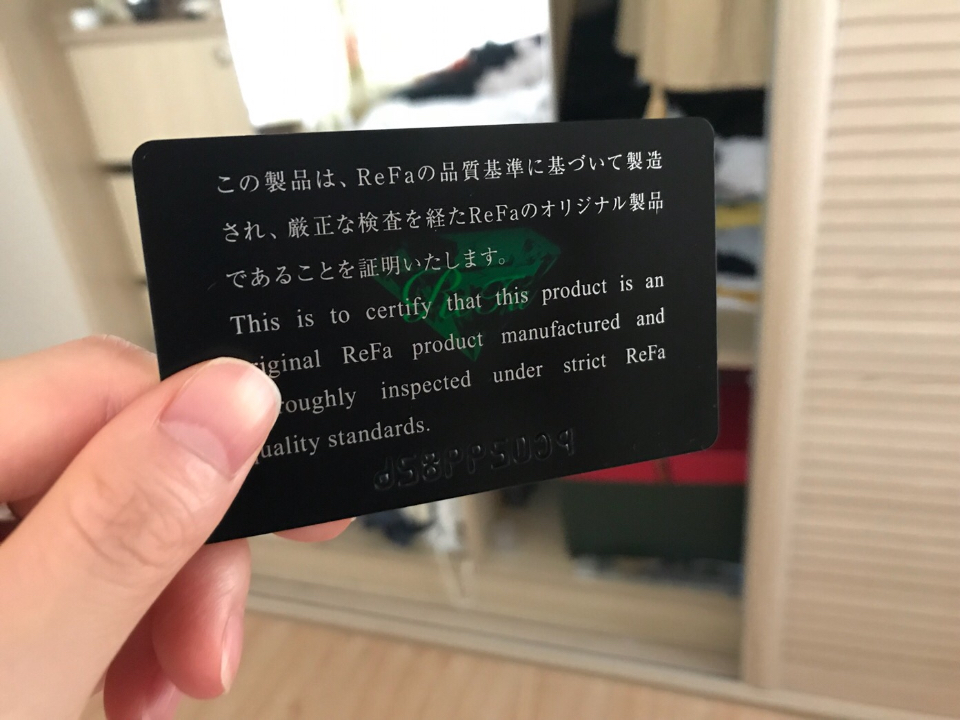 この製品は、ReFaの品質基準に基づいて製造
され、厳正な検査を経たReFaのオリジナル製品
であることを証明いたします。
This is to certify that this product is an
riginal ReFa product manufactured and
roughly inspected under strict ReFa
uality standards.